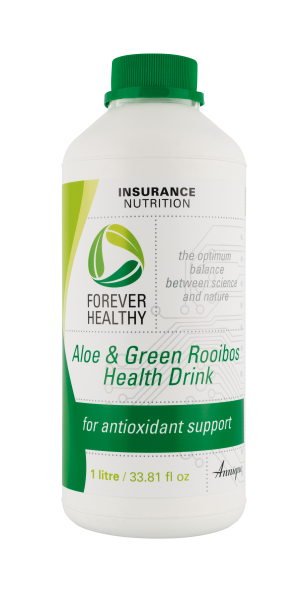 INSURANCE
NUTRITION
FOREVER
HEALTHY
the optimum
balance
between science
and nature
Aloe & Green Rooibos
Health Drink
for antioxidant support
1 litre / 33.81 fl oz